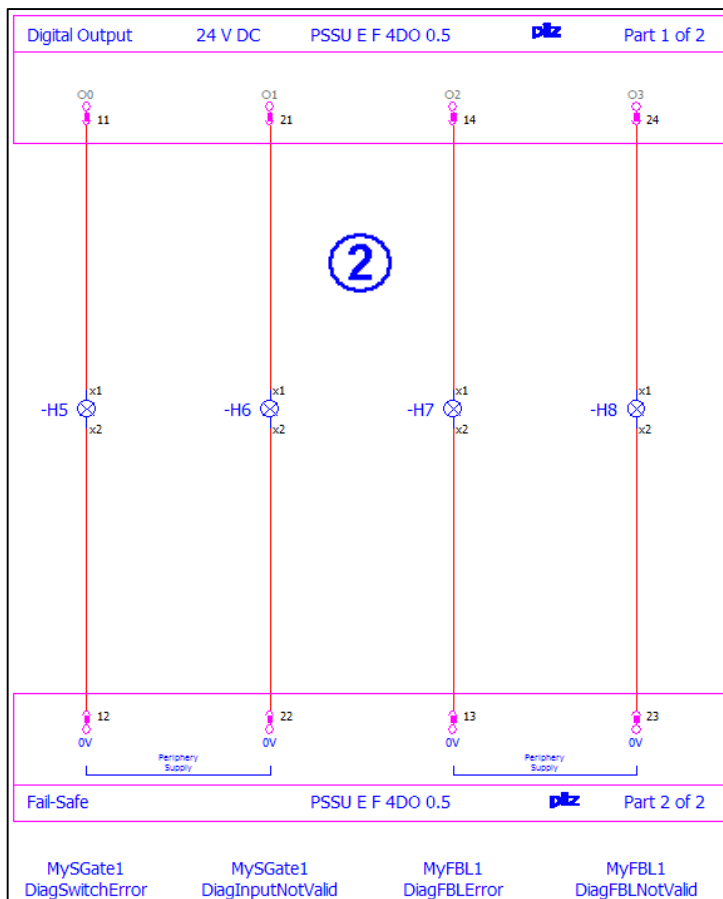 Digital Output 24 V DC PSSU E F 4DO 0.5 pilz Part 1 of 2
O0 O1 O2 O3
11 21 14 24
2
x1 x1 x1 x1
-H5 -H6 -H7 -H8
x2 x2 x2 x2
12 22 13 23
0V 0V 0V 0V
Periphery Periphery
Supply Supply
Fail-Safe PSSU E F 4DO 0.5 pilz Part 2 of 2
MySGate1 MySGate1 MyFBL1 MyFBL1
DiagSwitchError DiagInputNotValid DiagFBLError DiagFBLNotValid